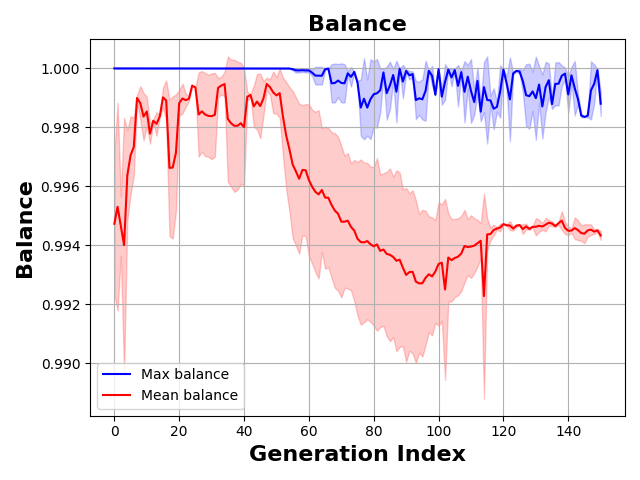 Balance
Balance
1.000
0.998
0.996
0.994
0.992
0.990
Max balance
Mean balance
0 20 40 60 80 100 120 140
Generation Index